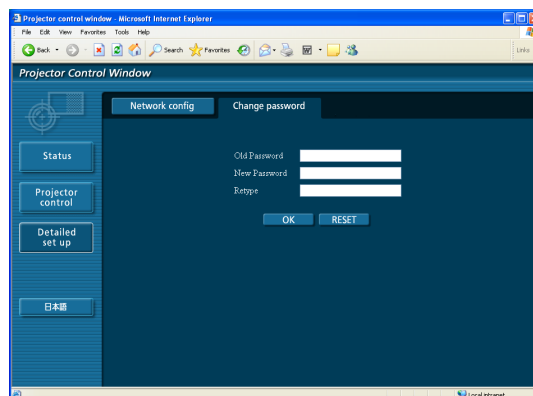 Projector control window - Microsoft Internet Explorer
File Edit View Favorites Tools Help
Back Search Favorites Links
Projector Control Window
Network config Change password
Status
Projector control
Detailed set up
日本語
Old Password
New Password
Retype
OK RESET
Local intranet